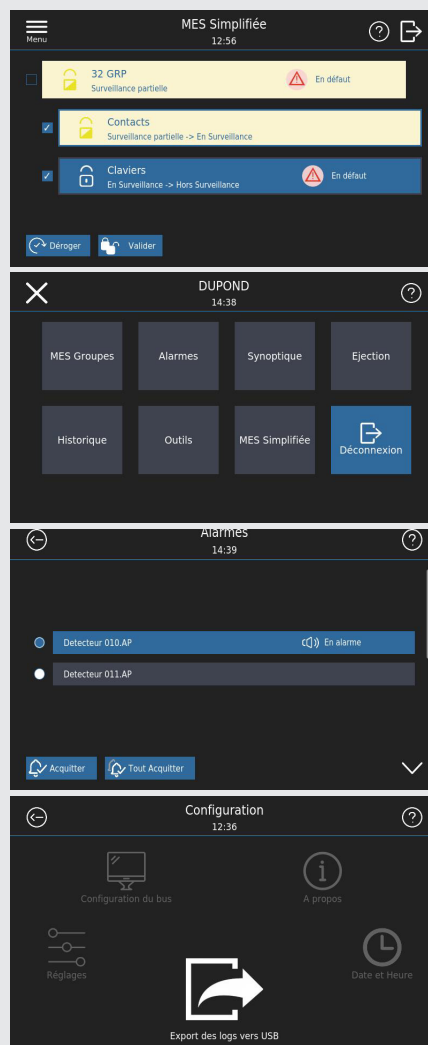 MES Simplifiée
Menu
12:56
32 GRP
Surveillance partielle
En défaut
Contacts
Surveillance partielle -> En Surveillance
Claviers
En Surveillance -> Hors Surveillance
En défaut
Déroger
Valider
DUPOND
14:38
MES Groupes
Alarmes
Synoptique
Ejection
Historique
Outils
MES Simplifiée
Déconnexion
Alarmes
14:39
Detecteur 010.AP
En alarme
Detecteur 011.AP
Acquitter
Tout Acquitter
Configuration
12:36
Configuration du bus
A propos
Réglages
Date et Heure
Export des logs vers USB